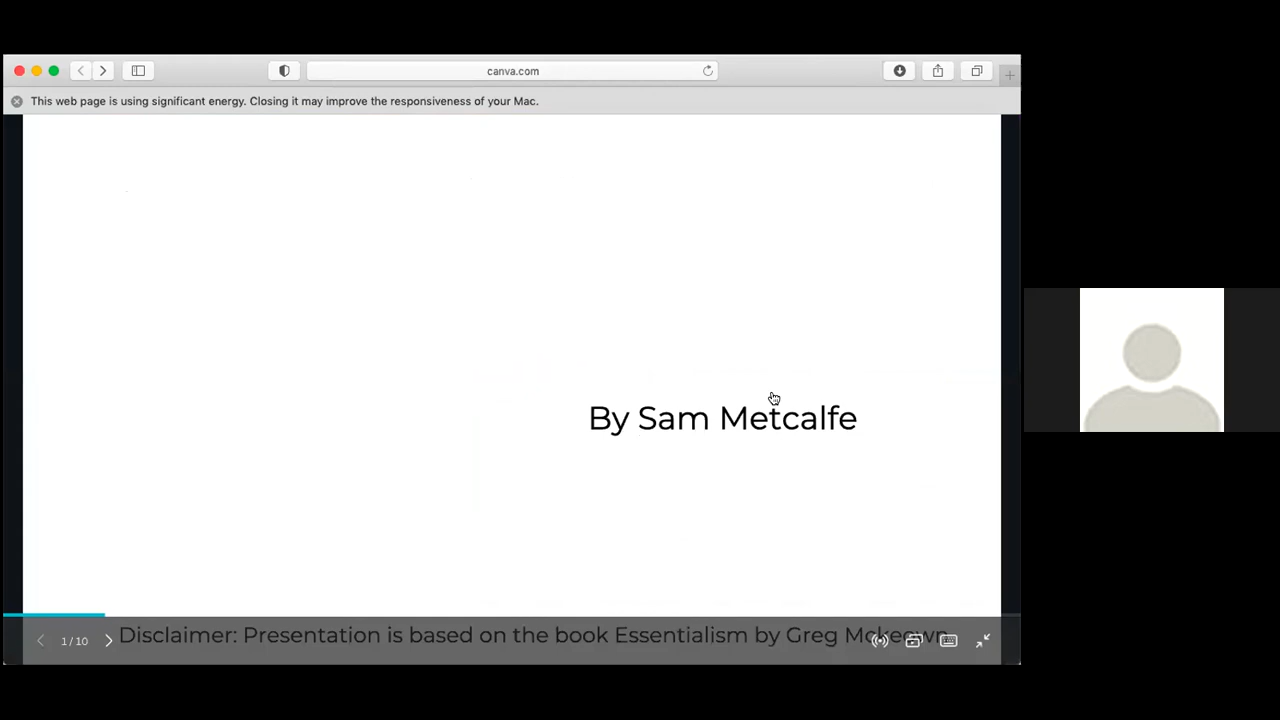 canva.com
This web page is using significant energy. Closing it may improve the responsiveness of your Mac.
By Sam Metcalfe
1/10
Disclaimer: Presentation is based on the book Essentialism by Greg Mckeown